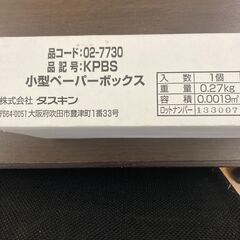 品コード:02-7730
品記号:KPBS
小型ペーパーボックス
株式会社 ダスキン
〒564-0051 大阪府吹田市豊津町1番33号
入数 1個
重量 0.27kg
容積 0.0019㎥
ロットナンバー 133007